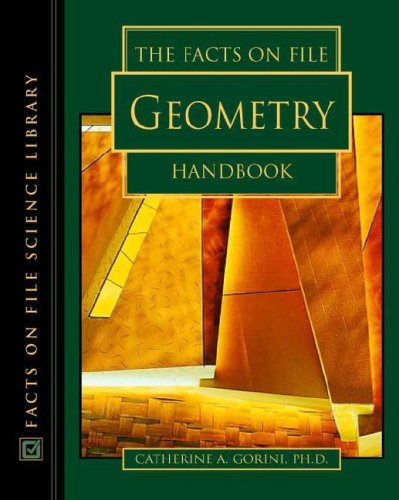 FACTS ON FILE SCIENCE LIBRARY
THE FACTS ON FILE
GEOMETRY
HANDBOOK
CATHERINE A. GORINI, PH.D.